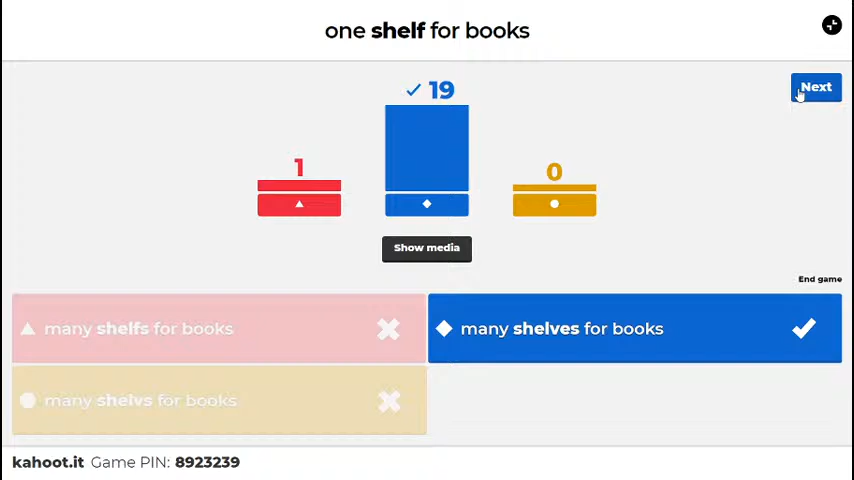 one shelf for books
Next
1
19
0
Show media
End game
many shelfs for books
many shelves for books
many shelvs for books
kahoot.it Game PIN: 8923239